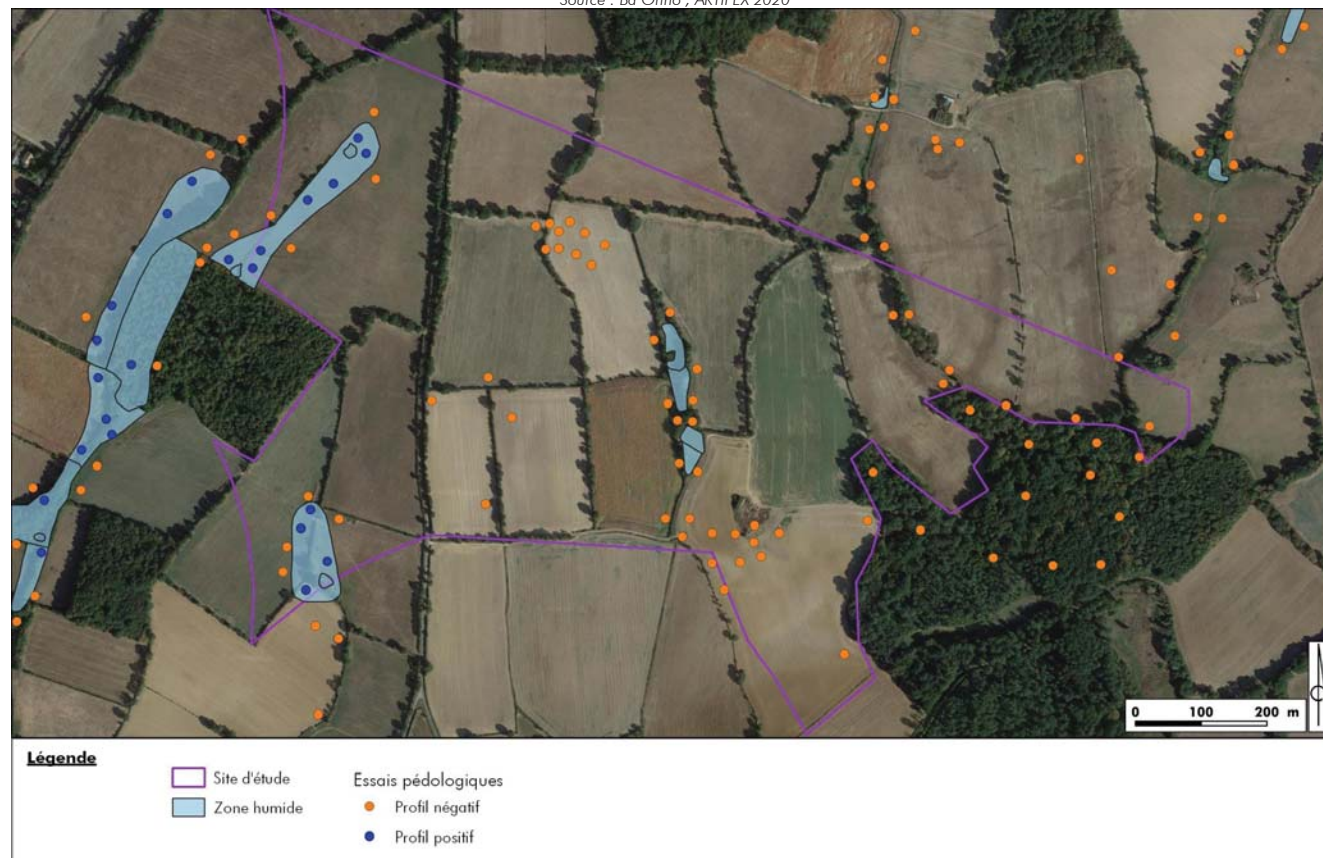 Source : Bd Ortho ; ARTIFEX 2020
0 100 200 m
Légende
Site d'étude
Zone humide
Essais pédologiques
Profil négatif
Profil positif